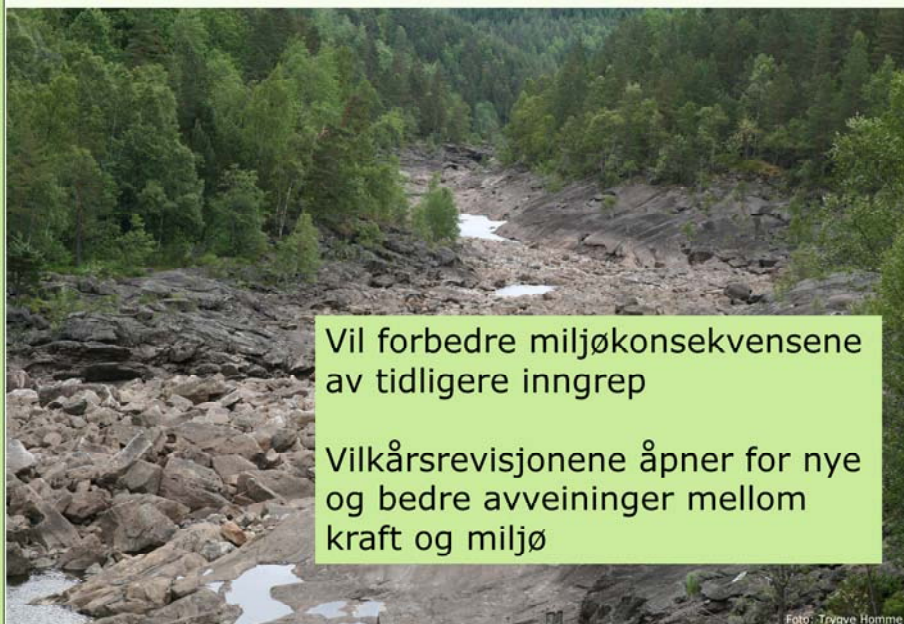 Vil forbedre miljøkonsekvensene
av tidligere inngrep
Vilkårsrevisjonene åpner for nye
og bedre avveininger mellom
kraft og miljø
Foto: Trygve Homme